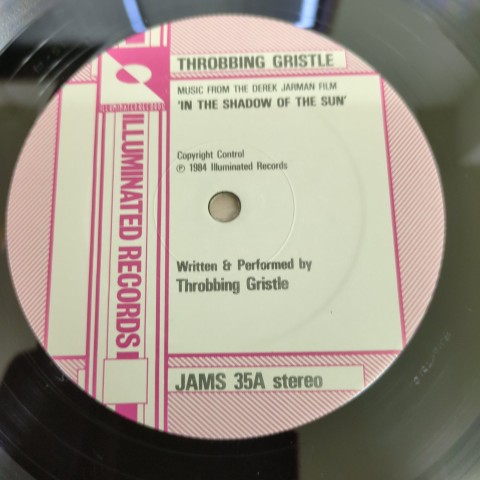 THROBBING GRISTLE
MUSIC FROM THE DEREK JARMAN FILM
'IN THE SHADOW OF THE SUN'
ILLUMINATEDRECORDS
Copyright Control
℗ 1984 Illuminated Records
ILLUMINATED RECORDS
Written & Performed by
Throbbing Gristle
JAMS 35A stereo